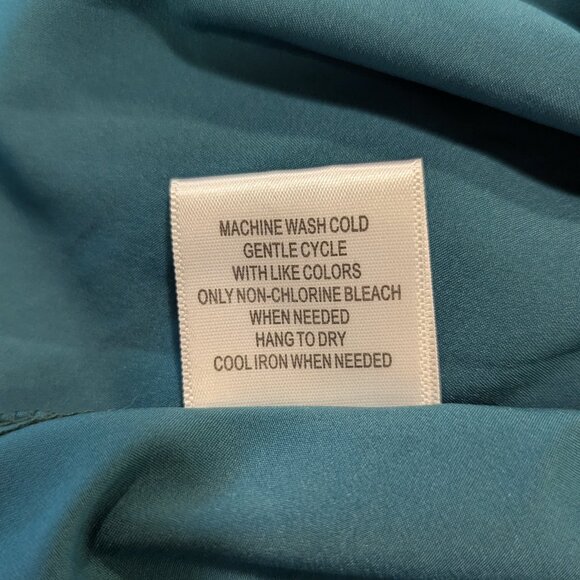 MACHINE WASH COLD
GENTLE CYCLE
WITH LIKE COLORS
ONLY NON-CHLORINE BLEACH
WHEN NEEDED
HANG TO DRY
COOL IRON WHEN NEEDED